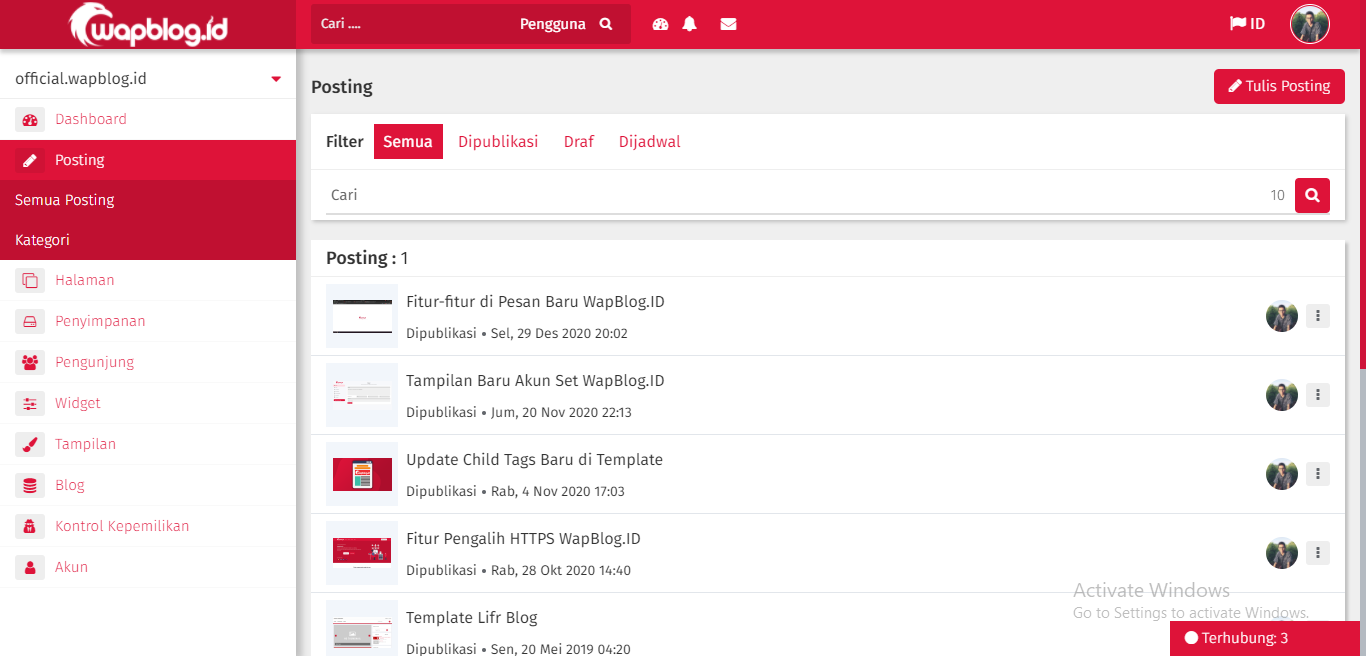 wapblog.id
Cari .... Pengguna
ID
official.wapblog.id
Dashboard
Posting
Semua Posting
Kategori
Halaman
Penyimpanan
Pengunjung
Widget
Tampilan
Blog
Kontrol Kepemilikan
Akun
Posting
Tulis Posting
Filter Semua Dipublikasi Draf Dijadwal
Cari 10
Posting : 1
Fitur-fitur di Pesan Baru WapBlog.ID
Dipublikasi • Sel, 29 Des 2020 20:02
Tampilan Baru Akun Set WapBlog.ID
Dipublikasi • Jum, 20 Nov 2020 22:13
Update Child Tags Baru di Template
Dipublikasi • Rab, 4 Nov 2020 17:03
Fitur Pengalih HTTPS WapBlog.ID
Dipublikasi • Rab, 28 Okt 2020 14:40
Template Lifr Blog
Dipublikasi • Sen, 20 Mei 2019 04:20
Activate Windows
Go to Settings to activate Windows.
Terhubung: 3